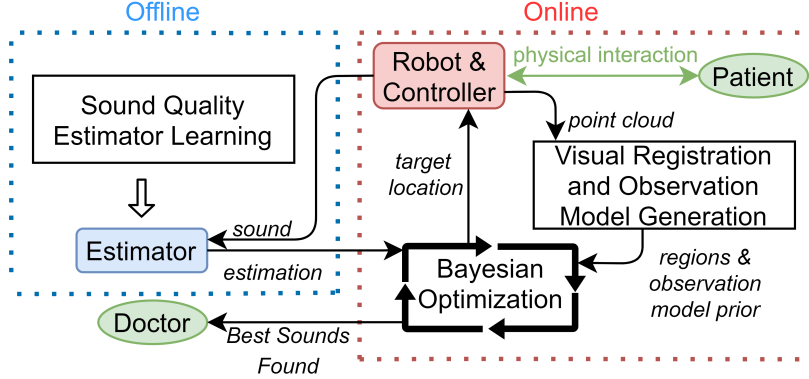 Offline
Online
Sound Quality
Estimator Learning
Estimator
Robot &
Controller
physical interaction
Patient
point cloud
Visual Registration
and Observation
Model Generation
target
location
sound
estimation
Bayesian
Optimization
regions &
observation
model prior
Doctor
Best Sounds
Found